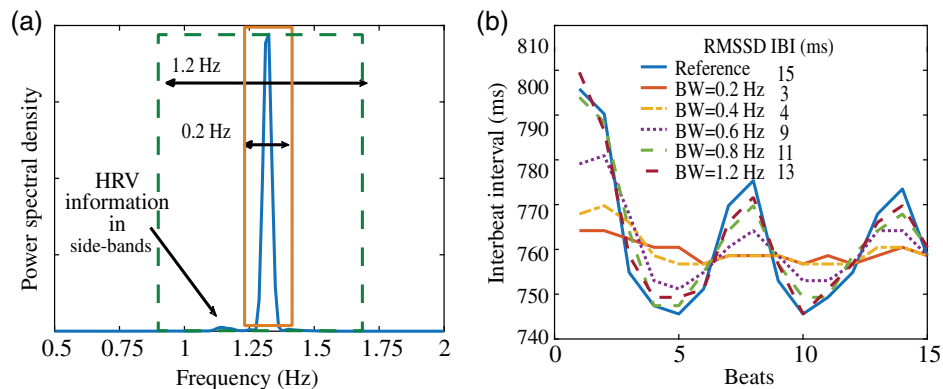 (a)
Power spectral density
1.2 Hz
0.2 Hz
HRV
information
in
side-bands
0.5
1
1.25
1.5
1.75
2
Frequency (Hz)
(b)
Interbeat interval (ms)
810
800
790
780
770
760
750
740
RMSSD IBI (ms)
Reference 15
BW=0.2 Hz 3
BW=0.4 Hz 4
BW=0.6 Hz 9
BW=0.8 Hz 11
BW=1.2 Hz 13
0
5
10
15
Beats